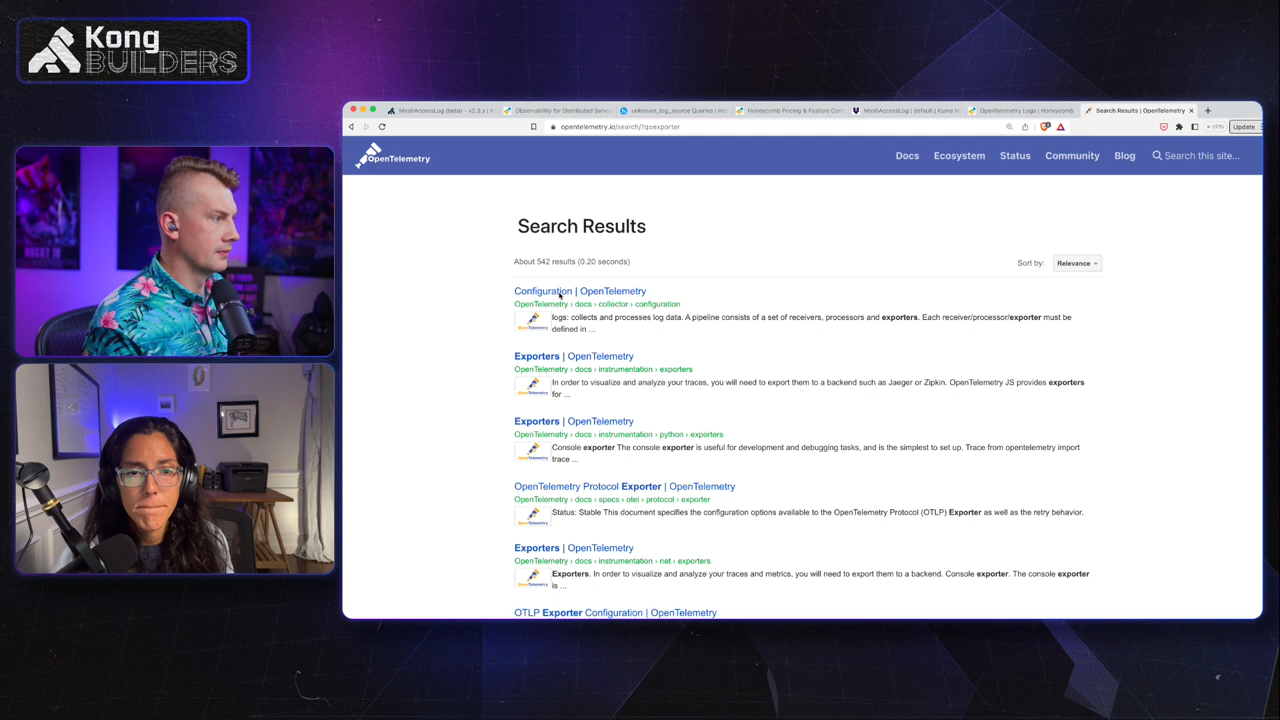 Kong
BUILDERS
MeshAccessLog (beta) - v2.3.x | K
Observability for Distributed Servic
unknown_log_source Queries | Ho
Honeycomb Pricing & Feature Com
MeshAccessLog | default | Kuma M
OpenTelemetry Logs | Honeycomb
Search Results | OpenTelemetry
opentelemetry.io/search/?q=exporter
VPN
Update
OpenTelemetry
Docs
Ecosystem
Status
Community
Blog
Search this site...
Search Results
About 542 results (0.20 seconds)
Sort by:
Relevance
Configuration | OpenTelemetry
OpenTelemetry › docs › collector › configuration
logs: collects and processes log data. A pipeline consists of a set of receivers, processors and exporters. Each receiver/processor/exporter must be
defined in ...
Exporters | OpenTelemetry
OpenTelemetry › docs › instrumentation › exporters
In order to visualize and analyze your traces, you will need to export them to a backend such as Jaeger or Zipkin. OpenTelemetry JS provides exporters
for ...
Exporters | OpenTelemetry
OpenTelemetry › docs › instrumentation › python › exporters
Console exporter The console exporter is useful for development and debugging tasks, and is the simplest to set up. Trace from opentelemetry import
trace ...
OpenTelemetry Protocol Exporter | OpenTelemetry
OpenTelemetry › docs › specs › otel › protocol › exporter
Status: Stable This document specifies the configuration options available to the OpenTelemetry Protocol (OTLP) Exporter as well as the retry behavior.
Exporters | OpenTelemetry
OpenTelemetry › docs › instrumentation › net › exporters
Exporters. In order to visualize and analyze your traces and metrics, you will need to export them to a backend. Console exporter. The console exporter
is ...
OTLP Exporter Configuration | OpenTelemetry